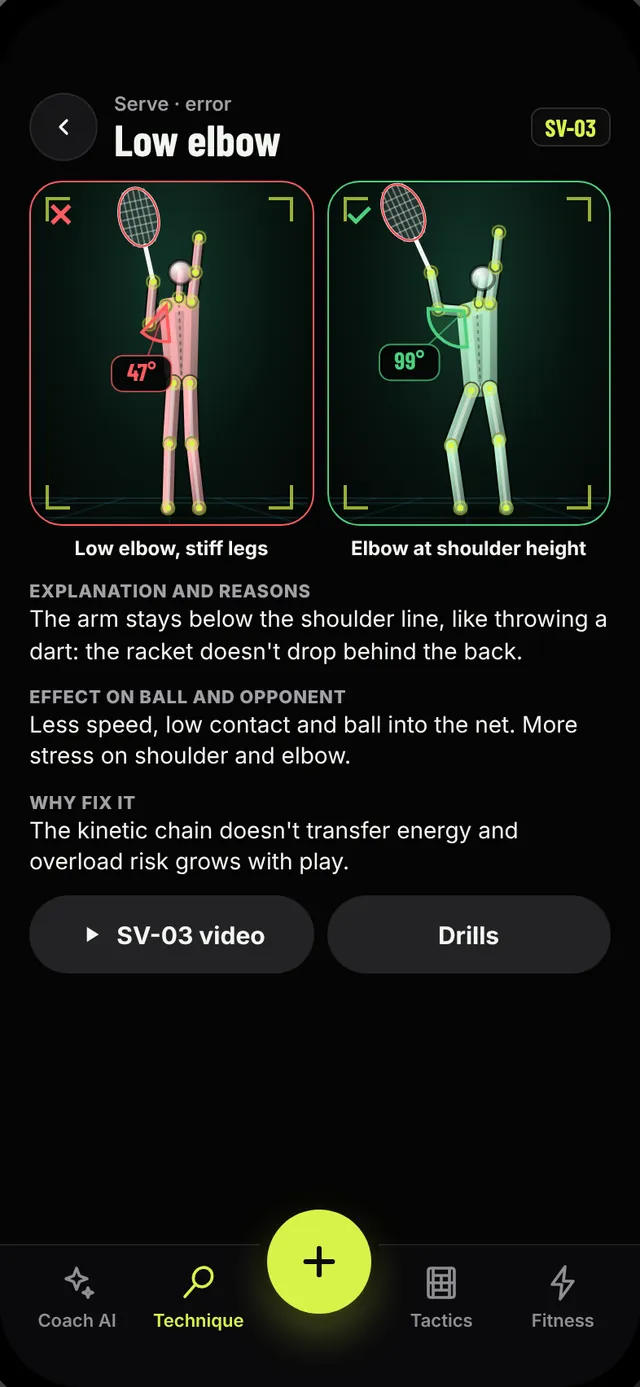 Serve · error
Low elbow
SV-03
47°
99°
Low elbow, stiff legs
Elbow at shoulder height
EXPLANATION AND REASONS
The arm stays below the shoulder line, like throwing a
dart: the racket doesn't drop behind the back.
EFFECT ON BALL AND OPPONENT
Less speed, low contact and ball into the net. More
stress on shoulder and elbow.
WHY FIX IT
The kinetic chain doesn't transfer energy and
overload risk grows with play.
SV-03 video
Drills
Coach AI
Technique
Tactics
Fitness